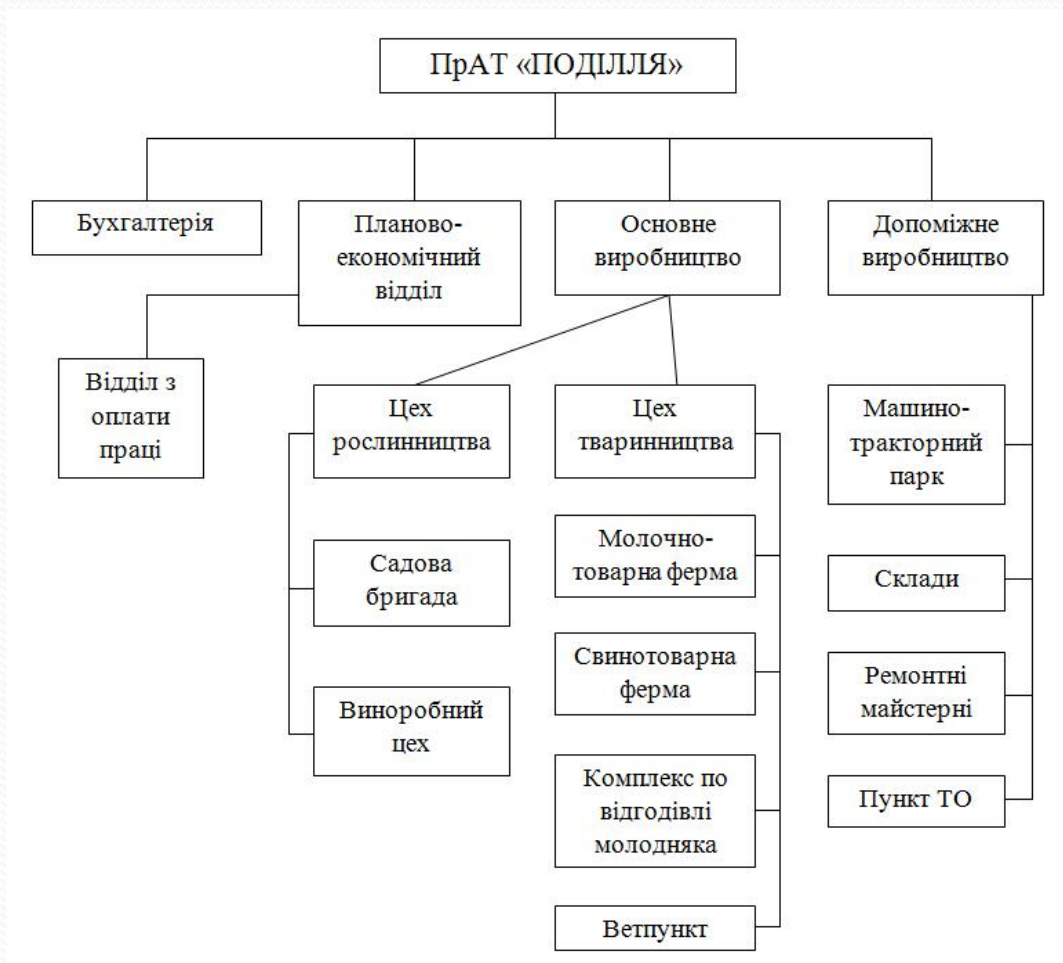 ПрАТ «ПОДІЛЛЯ»
Бухгалтерія
Планово-
економічний
відділ
Основне
виробництво
Допоміжне
виробництво
Відділ з
оплати
праці
Цех
рослинництва
Садова
бригада
Виноробний
цех
Цех
тваринництва
Молочно-
товарна ферма
Свинотоварна
ферма
Комплекс по
відгодівлі
молодняка
Ветпункт
Машино-
тракторний
парк
Склади
Ремонтні
майстерні
Пункт ТО